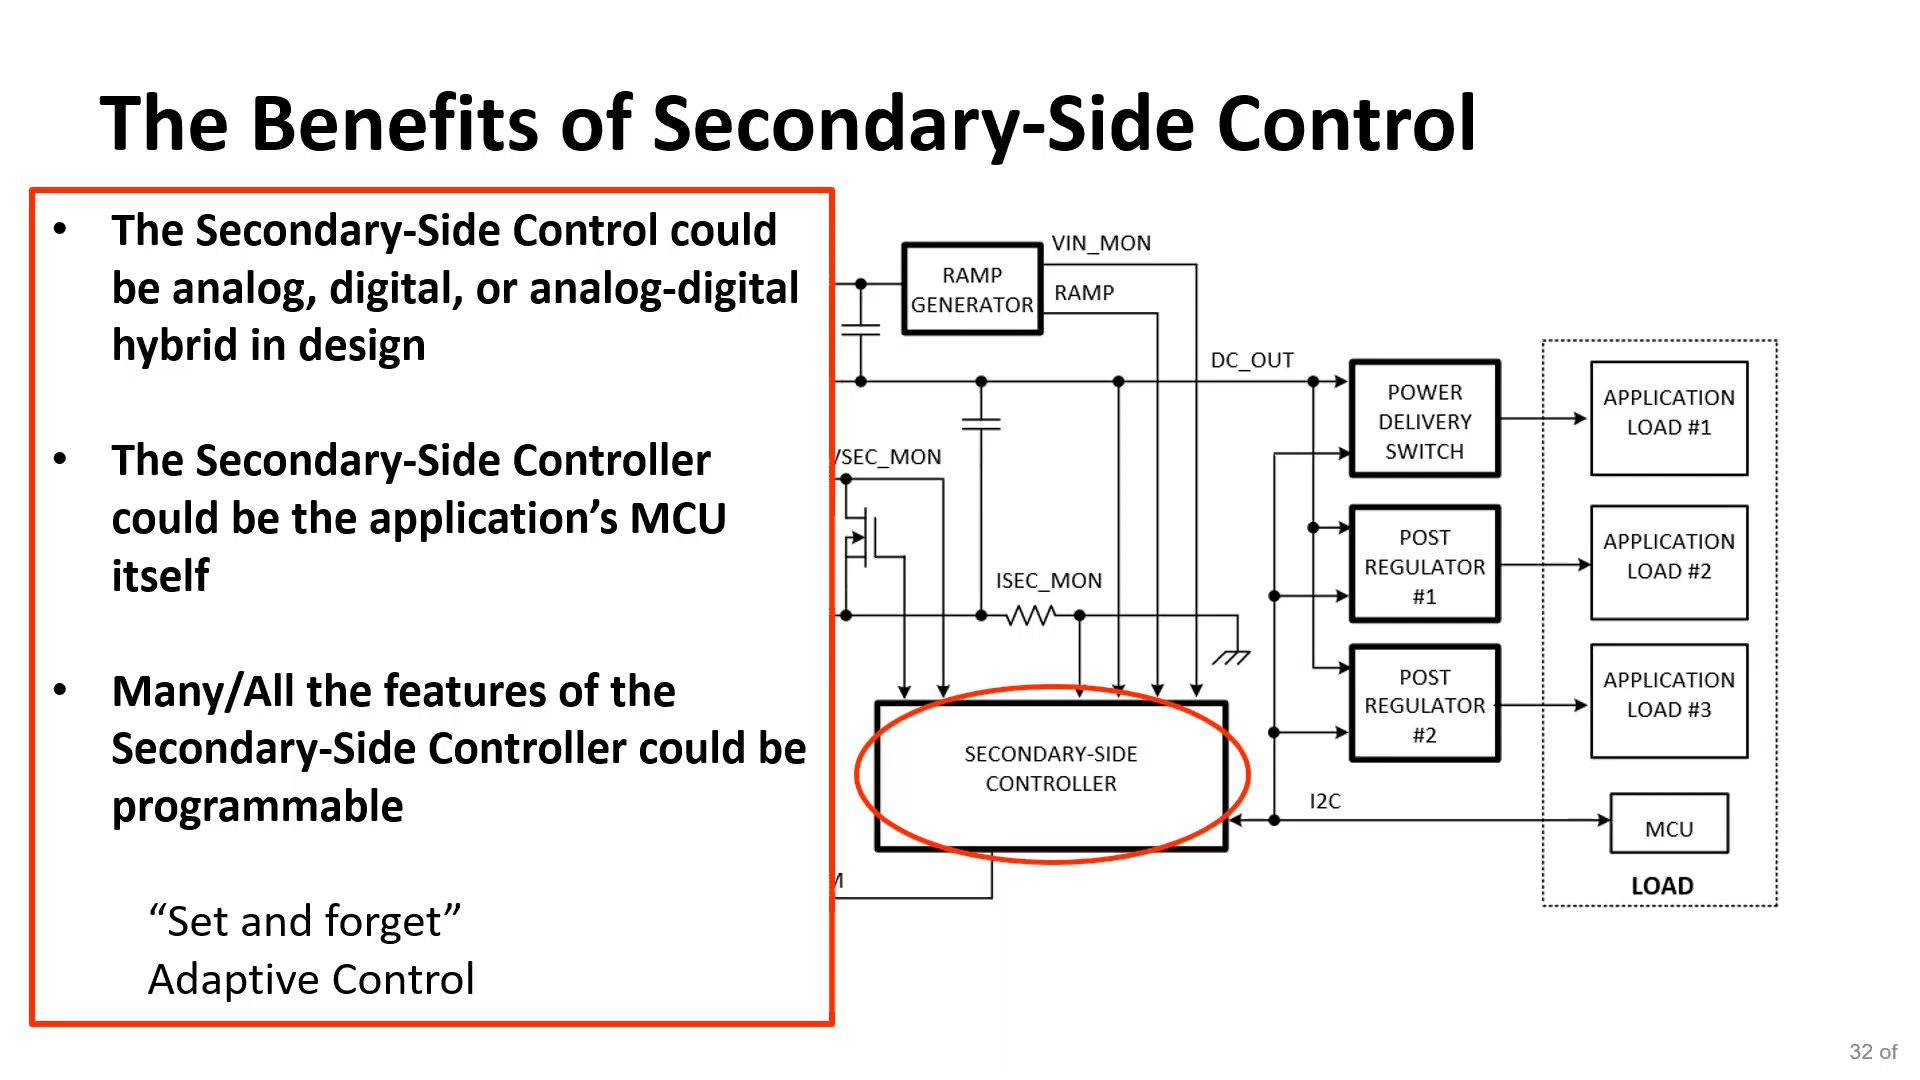 The Benefits of Secondary-Side Control
• The Secondary-Side Control could
be analog, digital, or analog-digital
hybrid in design
• The Secondary-Side Controller
could be the application’s MCU
itself
• Many/All the features of the
Secondary-Side Controller could be
programmable
“Set and forget”
Adaptive Control
RAMP
GENERATOR
VIN_MON
RAMP
DC_OUT
VSEC_MON
ISEC_MON
SECONDARY-SIDE
CONTROLLER
M
POWER
DELIVERY
SWITCH
POST
REGULATOR
#1
POST
REGULATOR
#2
I2C
APPLICATION
LOAD #1
APPLICATION
LOAD #2
APPLICATION
LOAD #3
MCU
LOAD
32 of